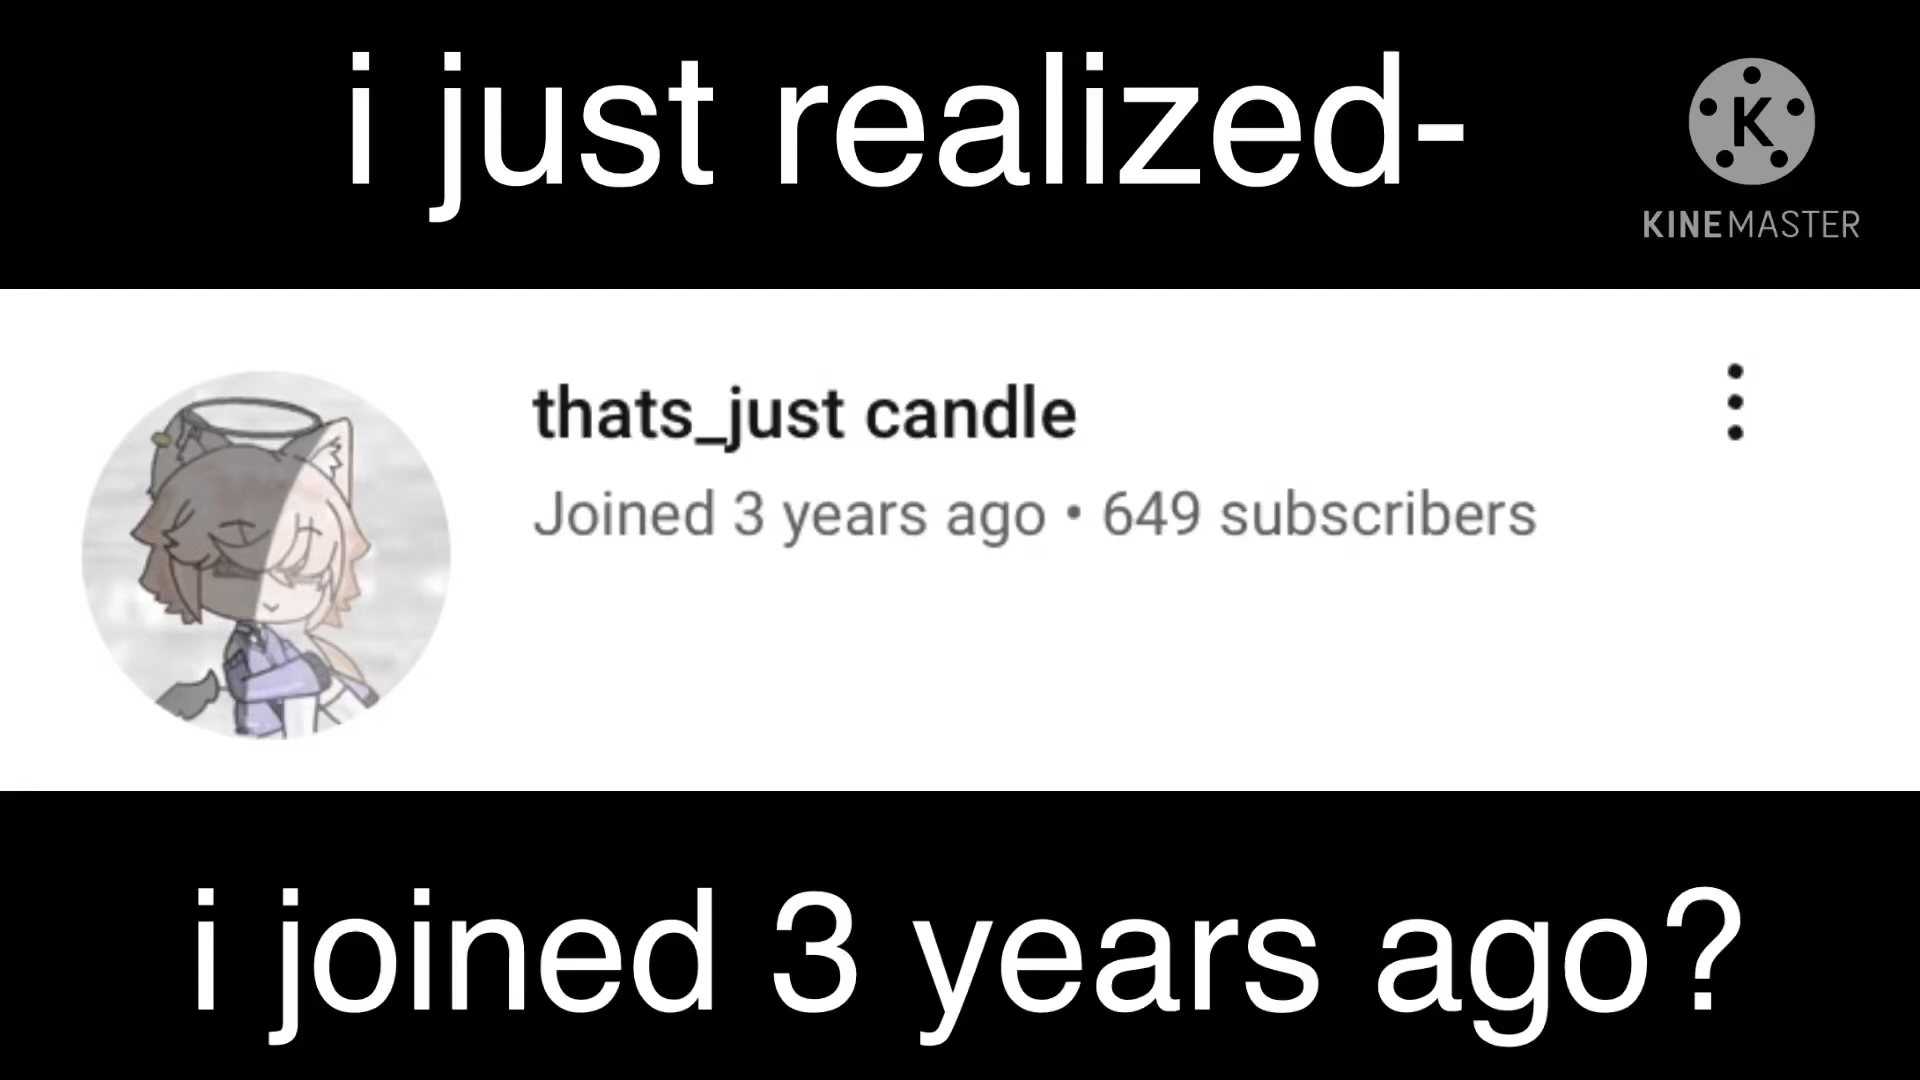 i just realized-
K
KINEMASTER
thats_just candle
Joined 3 years ago • 649 subscribers
i joined 3 years ago?